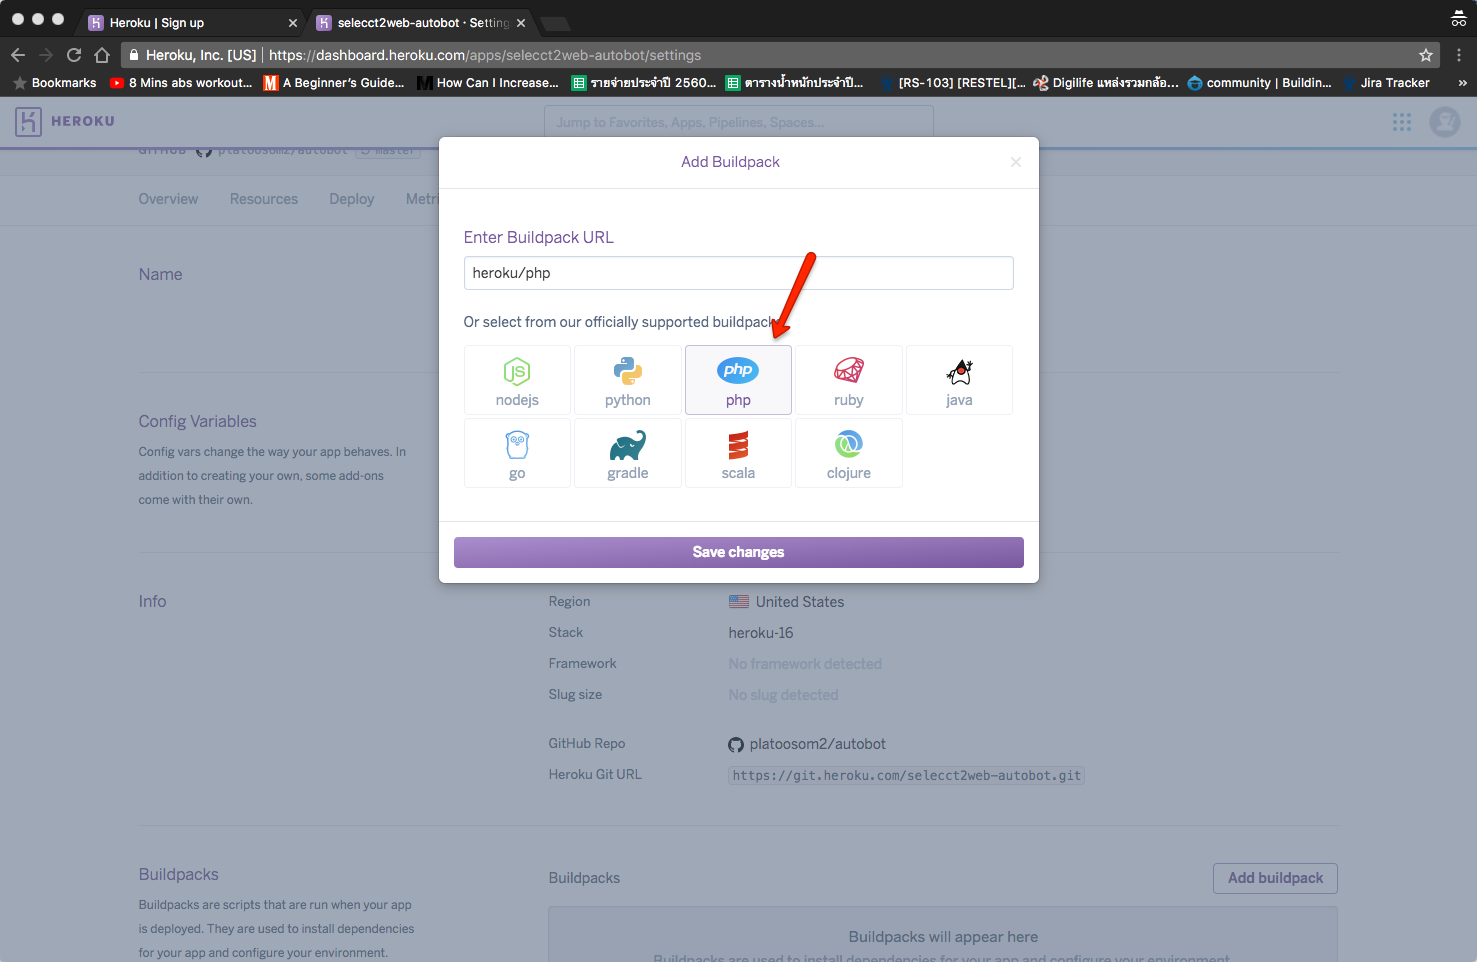 Heroku | Sign up
selecct2web-autobot · Setting
Heroku, Inc. [US] | https://dashboard.heroku.com/apps/selecct2web-autobot/settings
Bookmarks
8 Mins abs workout...
A Beginner's Guide...
How Can I Increase...
รายจ่ายประจำปี 2560...
ตารางน้ำหนักประจำปี...
[RS-103] [RESTEL][...
Digilife แหล่งรวมกล้อ...
community | Buildin...
Jira Tracker
»
HEROKU
Jump to Favorites, Apps, Pipelines, Spaces...
GITHUB platoosom2/autobot master
Overview
Resources
Deploy
Metri
Add Buildpack
Enter Buildpack URL
heroku/php
Or select from our officially supported buildpack
nodejs
python
php
php
ruby
java
go
gradle
scala
clojure
Save changes
Name
Config Variables
Config vars change the way your app behaves. In
addition to creating your own, some add-ons
come with their own.
Info
Region
United States
Stack
heroku-16
Framework
No framework detected
Slug size
No slug detected
GitHub Repo
platoosom2/autobot
Heroku Git URL
https://git.heroku.com/selecct2web-autobot.git
Buildpacks
Buildpacks are scripts that are run when your app
is deployed. They are used to install dependencies
for your app and configure your environment.
Buildpacks
Add buildpack
Buildpacks will appear here
Buildpacks are used to install dependencies for your app and configure your environment